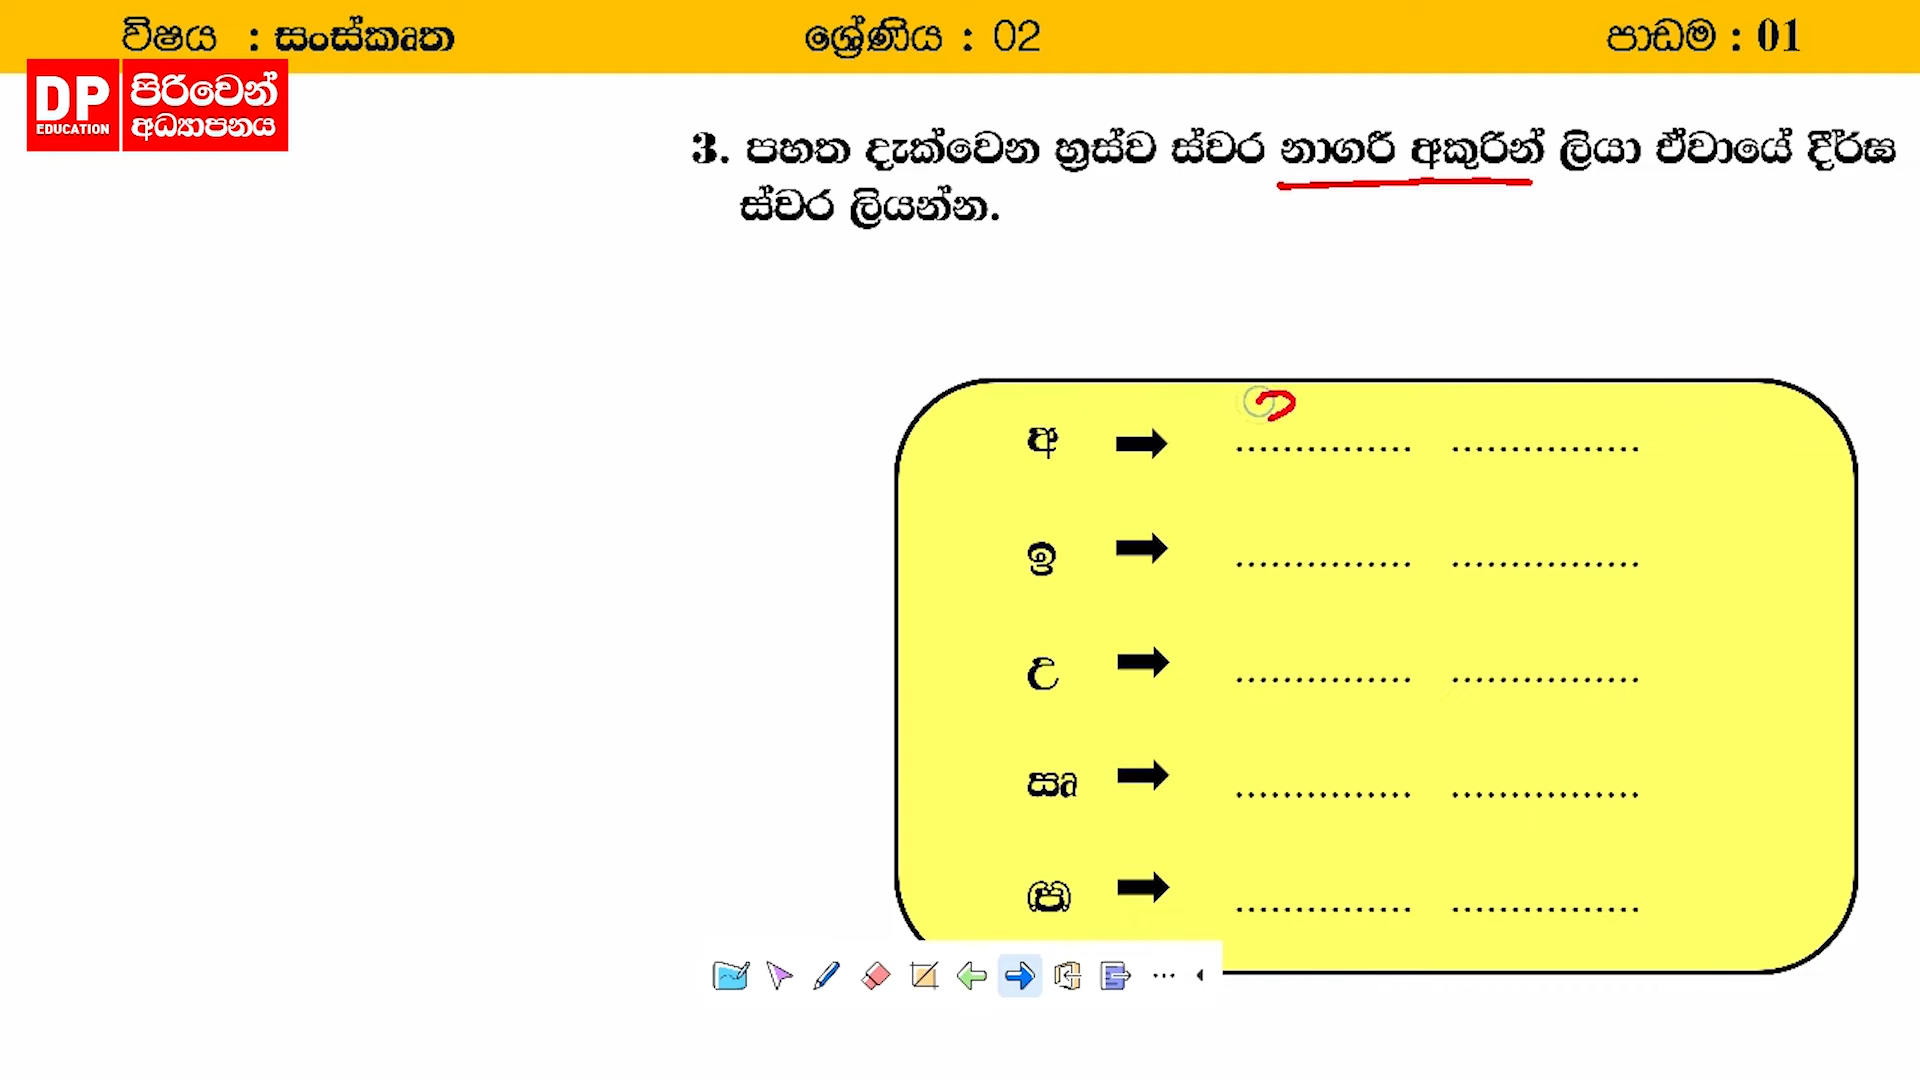 විෂය : සංස්කෘත
ශ්‍රේණිය : 02
පාඩම : 01
DP
EDUCATION
පිරිවෙන්
අධ්‍යාපනය
3. පහත දැක්වෙන හ්‍රස්ව ස්වර නාගරී අකුරින් ලියා ඒවායේ දීර්ඝ
ස්වර ලියන්න.
අ ➡ ............... ................
ඉ ➡ ............... ................
උ ➡ ............... ................
ඍ ➡ ............... ................
ඏ ➡ ............... ................